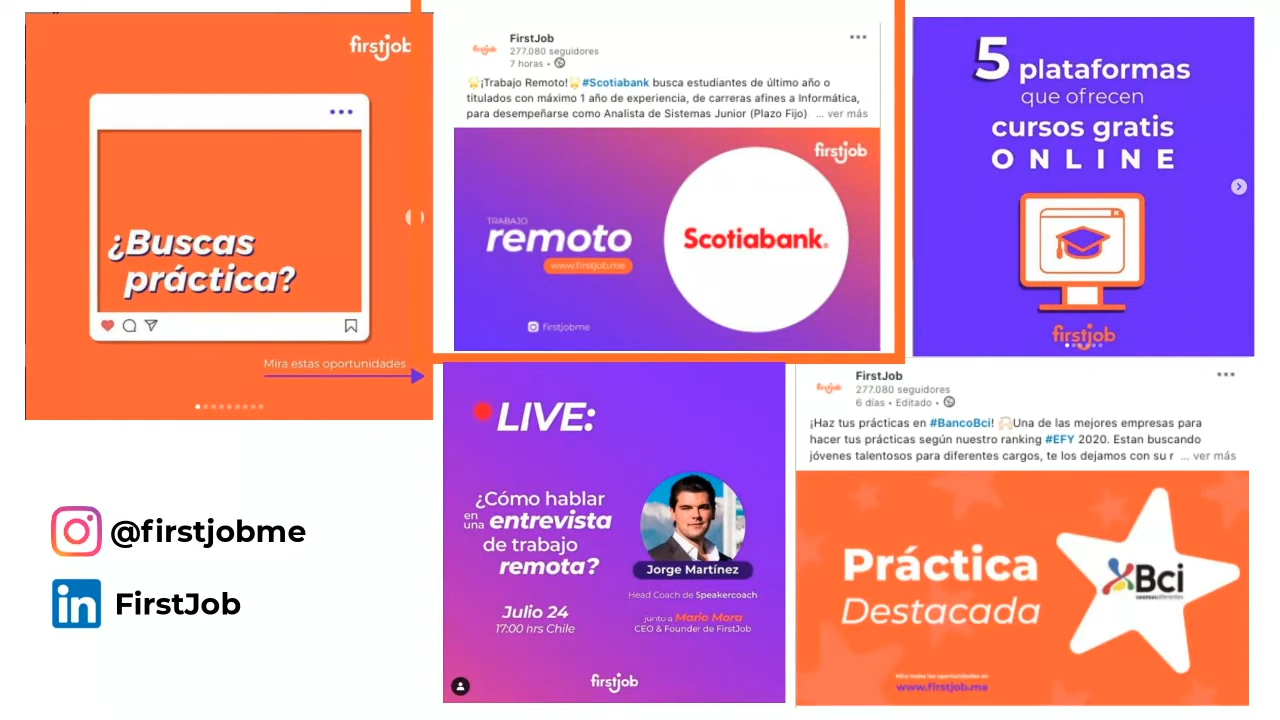 firstjob
¿Buscas
práctica?
Mira estas oportunidades
FirstJob
277.080 seguidores
7 horas •
¡Trabajo Remoto! #Scotiabank busca estudiantes de último año o
titulados con máximo 1 año de experiencia, de carreras afines a Informática,
para desempeñarse como Analista de Sistemas Junior (Plazo Fijo) ... ver más
firstjob
TRABAJO
remoto
www.firstjob.me
Scotiabank®
firstjobme
5 plataformas
que ofrecen
cursos gratis
ONLINE
firstjob
LIVE:
¿Cómo hablar
en una entrevista
de trabajo
remota?
Julio 24
17:00 hrs Chile
Jorge Martínez
Head Coach de Speakercoach
junto a Mario Mora
CEO & Founder de FirstJob
firstjob
FirstJob
277.080 seguidores
6 días • Editado •
¡Haz tus prácticas en #BancoBci! Una de las mejores empresas para
hacer tus prácticas según nuestro ranking #EFY 2020. Estan buscando
jóvenes talentosos para diferentes cargos, te los dejamos con su r ... ver más
Práctica
Destacada
Bci
Mira todas las oportunidades en
www.firstjob.me
@firstjobme
in FirstJob